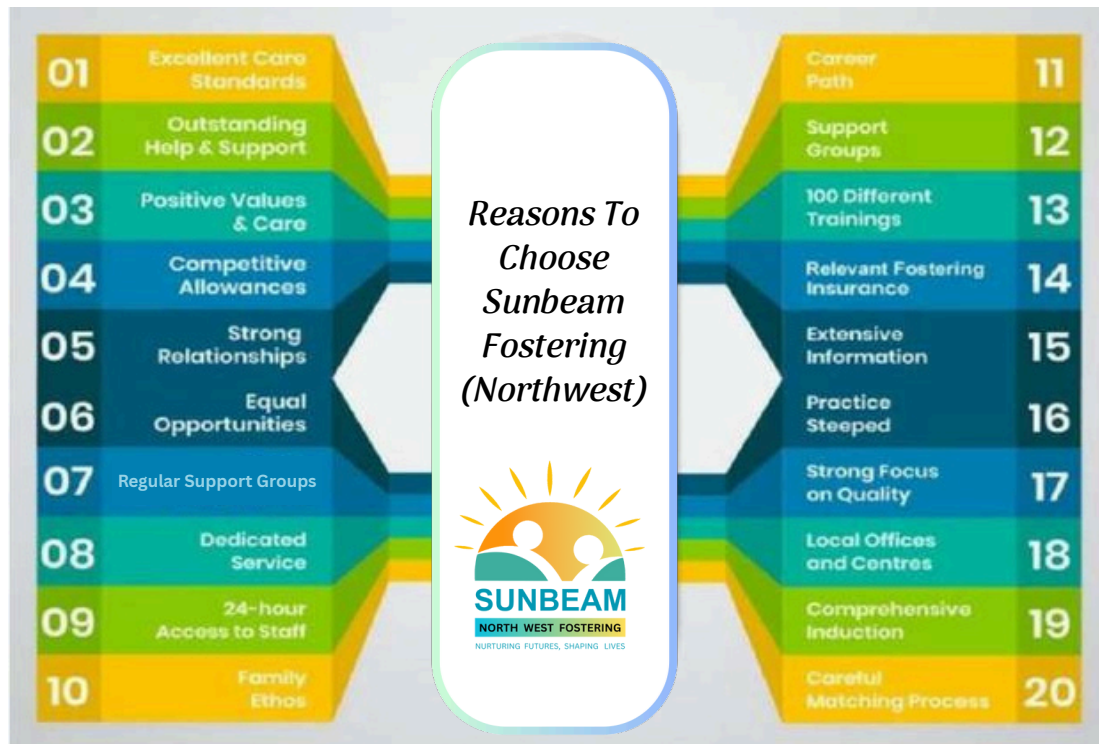 01
Excellent Care
Standards
02
Outstanding
Help & Support
03
Positive Values
& Care
04
Competitive
Allowances
05
Strong
Relationships
06
Equal
Opportunities
07
Regular Support Groups
08
Dedicated
Service
09
24-hour
Access to Staff
10
Family
Ethos
Reasons To
Choose
Sunbeam
Fostering
(Northwest)
SUNBEAM
NORTH WEST FOSTERING
NURTURING FUTURES, SHAPING LIVES
Career
Path
11
Support
Groups
12
100 Different
Trainings
13
Relevant Fostering
Insurance
14
Extensive
Information
15
Practice
Steeped
16
Strong Focus
on Quality
17
Local Offices
and Centres
18
Comprehensive
Induction
19
Careful
Matching Process
20